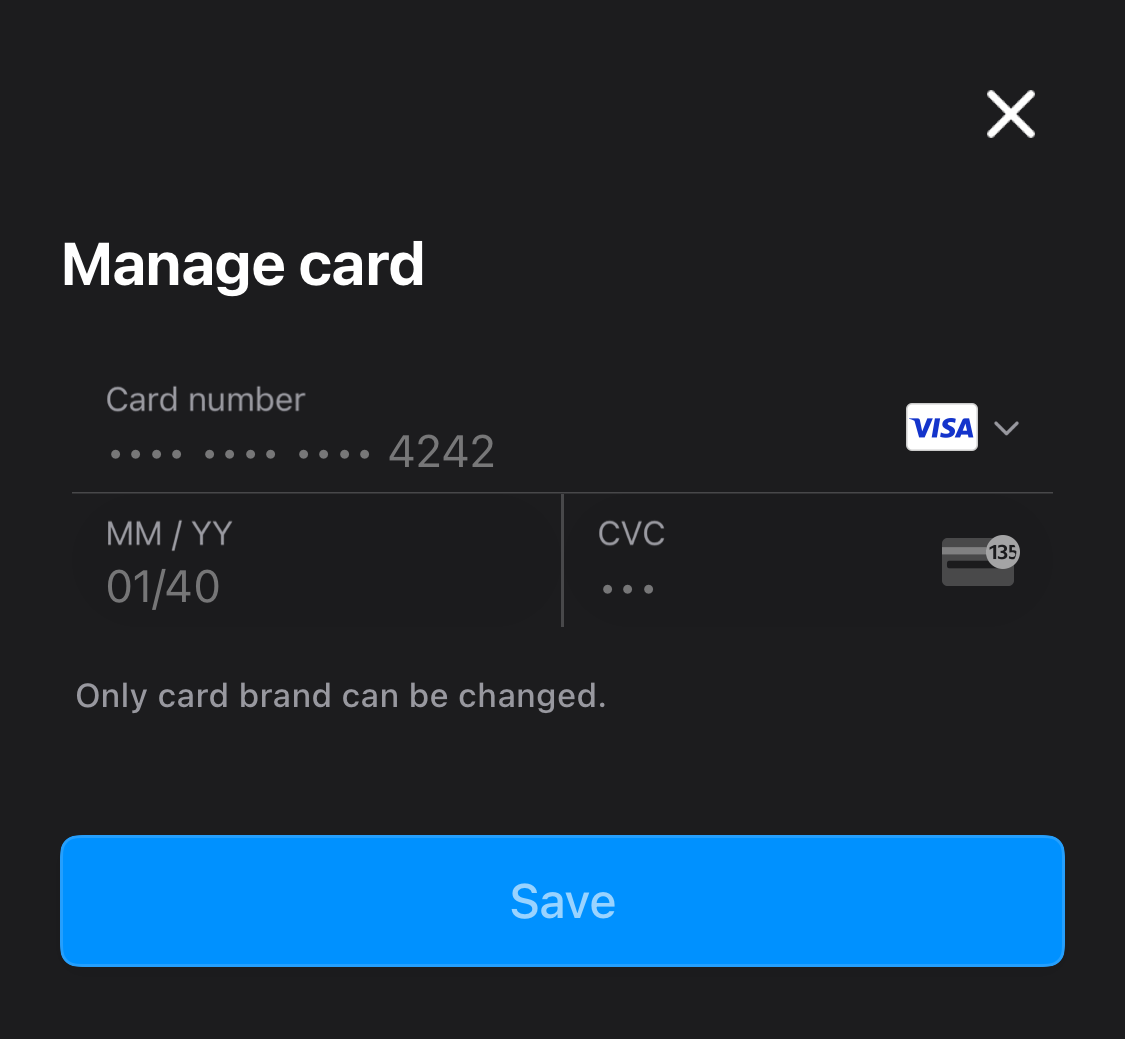 Manage card
Card number
•••• •••• •••• 4242
VISA
MM / YY
01/40
CVC
•••
135
Only card brand can be changed.
Save